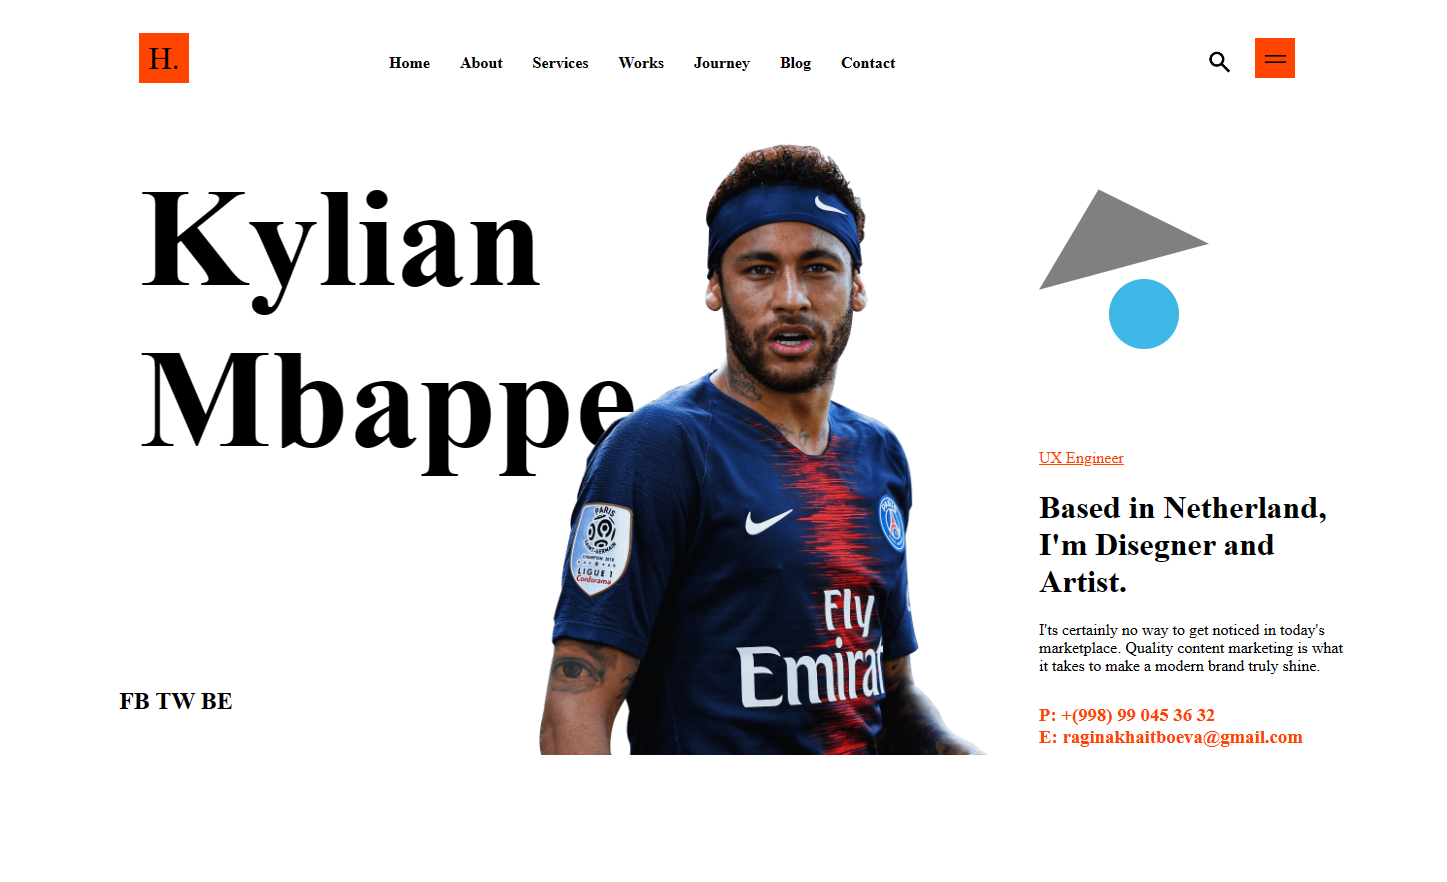 H.
Home About Services Works Journey Blog Contact
Kylian
Mbappe
PARIS
SAINT-GERMAIN
CHAMPION 2018
LIGUE 1
Conforama
PARIS
Fly
Emirat
UX Engineer
Based in Netherland,
I'm Disegner and
Artist.
I'ts certainly no way to get noticed in today's
marketplace. Quality content marketing is what
it takes to make a modern brand truly shine.
FB TW BE
P: +(998) 99 045 36 32
E: raginakhaitboeva@gmail.com